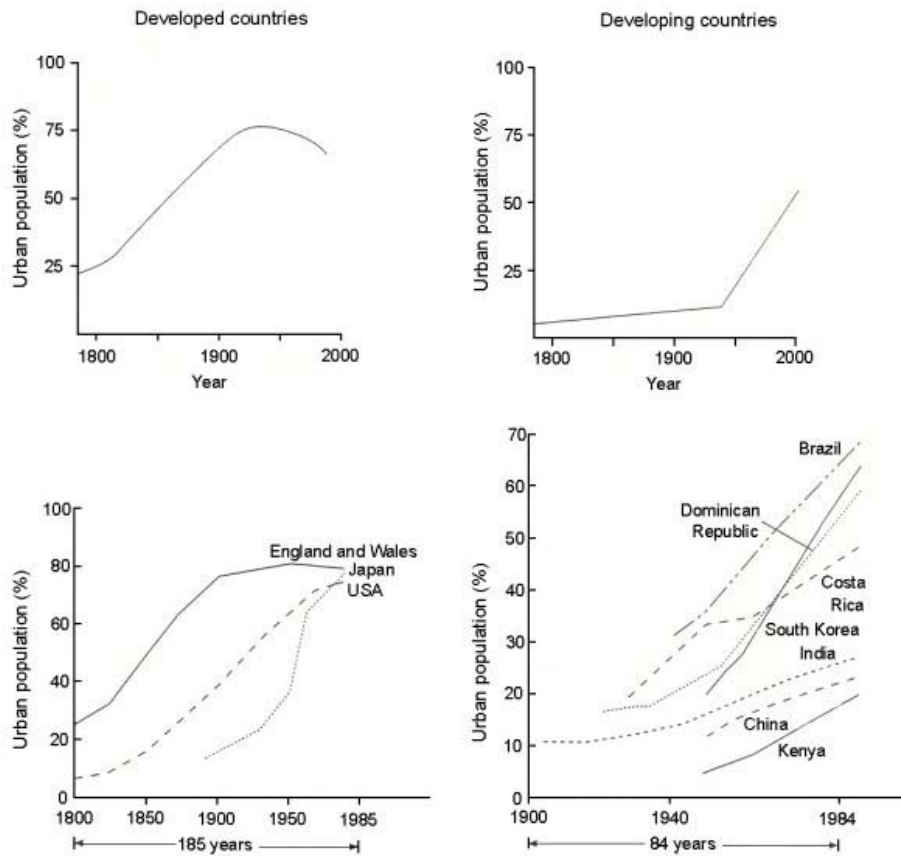 Developed countries
Urban population (%)
100
75
50
25
1800
1900
2000
Year
Developing countries
Urban population (%)
100
75
50
25
1800
1900
2000
Year
Urban population (%)
100
80
60
40
20
0
England and Wales
Japan
USA
1800
1850
1900
1950
1985
185 years
Urban population (%)
70
60
50
40
30
20
10
0
Brazil
Dominican
Republic
Costa
Rica
South Korea
India
China
Kenya
1900
1940
1984
84 years